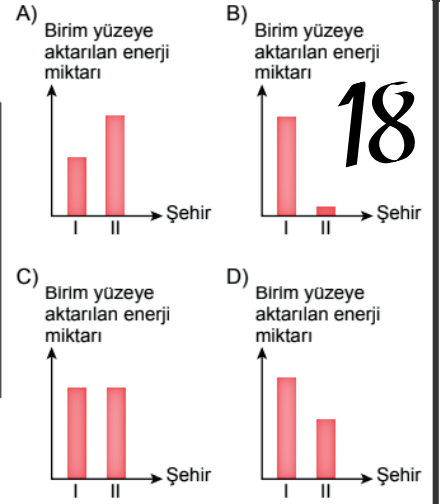 A)
Birim yüzeye
aktarılan enerji
miktarı
Şehir
I II
B)
Birim yüzeye
aktarılan enerji
miktarı
18
Şehir
I II
C)
Birim yüzeye
aktarılan enerji
miktarı
Şehir
I II
D)
Birim yüzeye
aktarılan enerji
miktarı
Şehir
I II